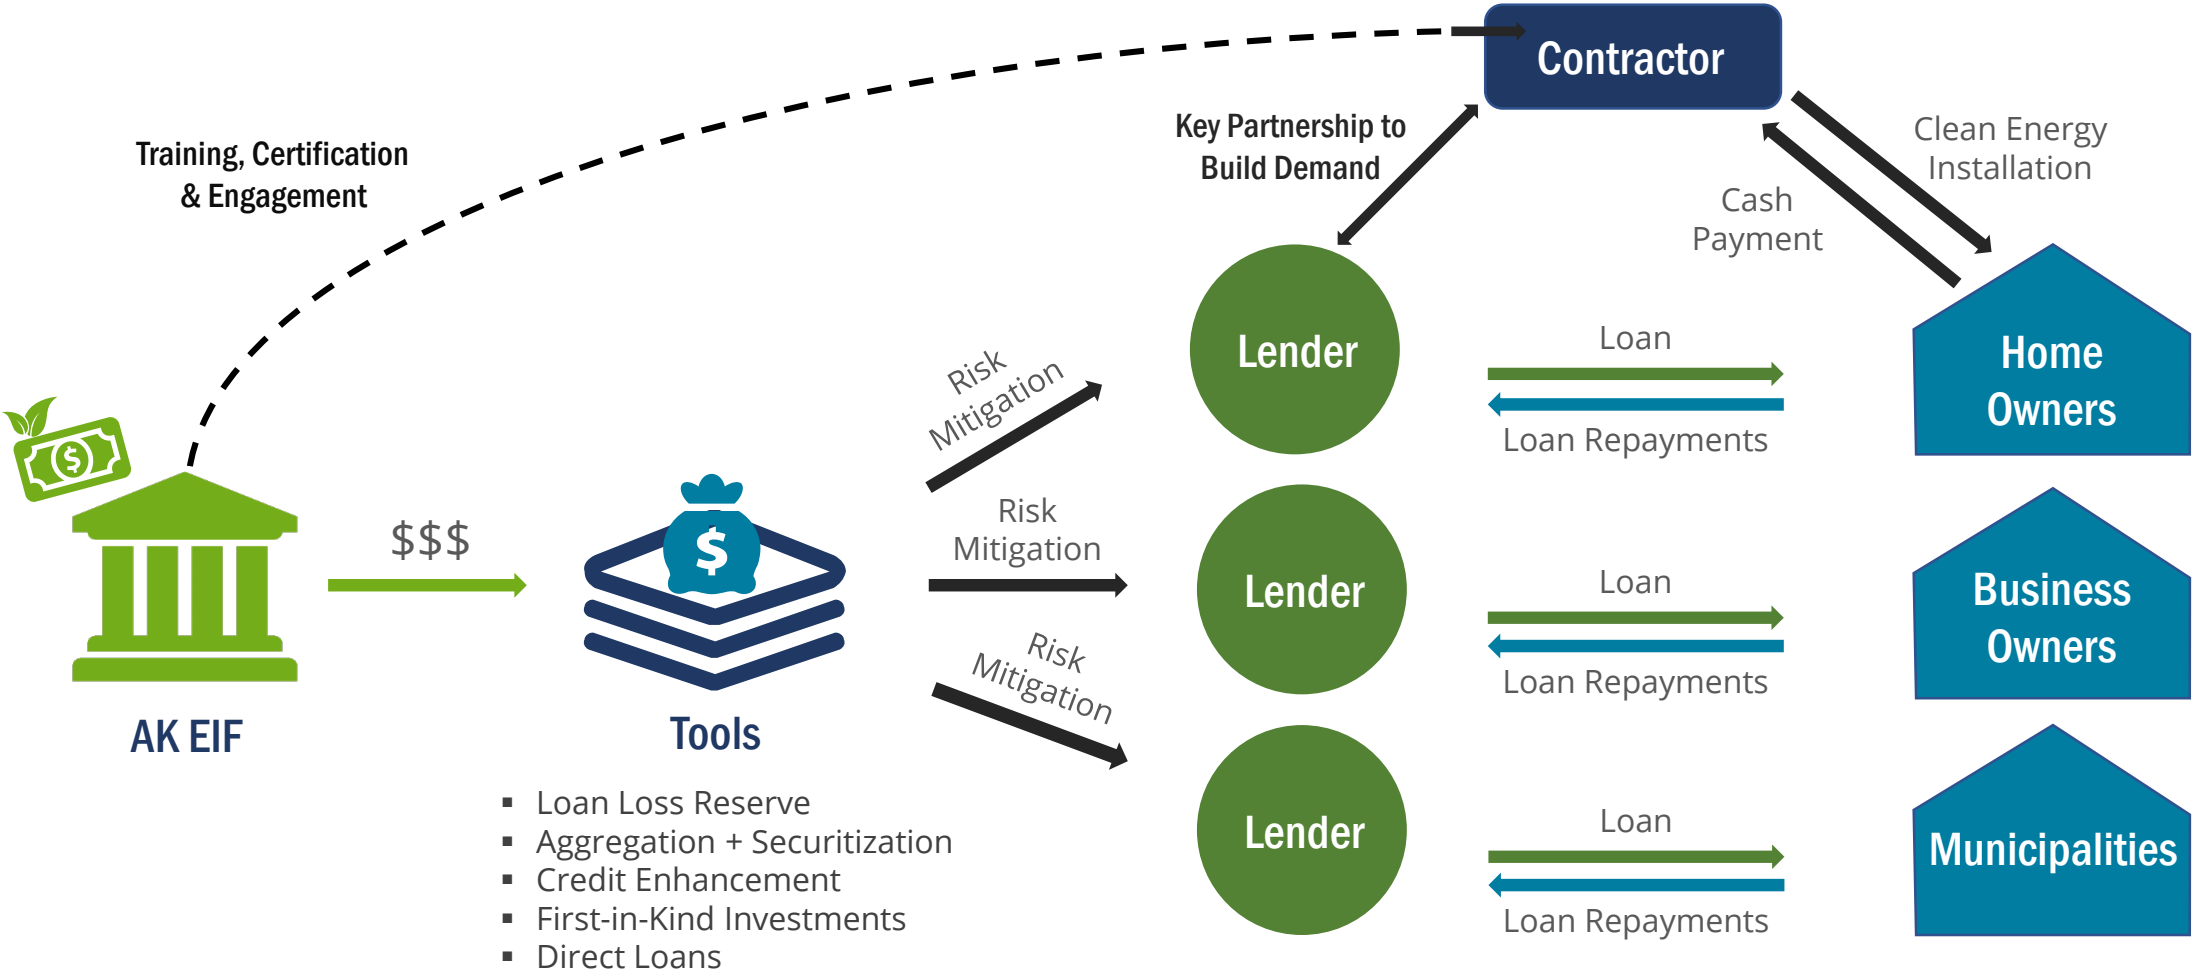 Contractor
Key Partnership to
Build Demand
Clean Energy
Installation
Training, Certification
& Engagement
Cash
Payment
$
$$$
AK EIF
$
Tools
▪ Loan Loss Reserve
▪ Aggregation + Securitization
▪ Credit Enhancement
▪ First-in-Kind Investments
▪ Direct Loans
Risk
Mitigation
Risk
Mitigation
Risk
Mitigation
Lender
Loan
Loan Repayments
Home
Owners
Lender
Loan
Loan Repayments
Business
Owners
Lender
Loan
Loan Repayments
Municipalities